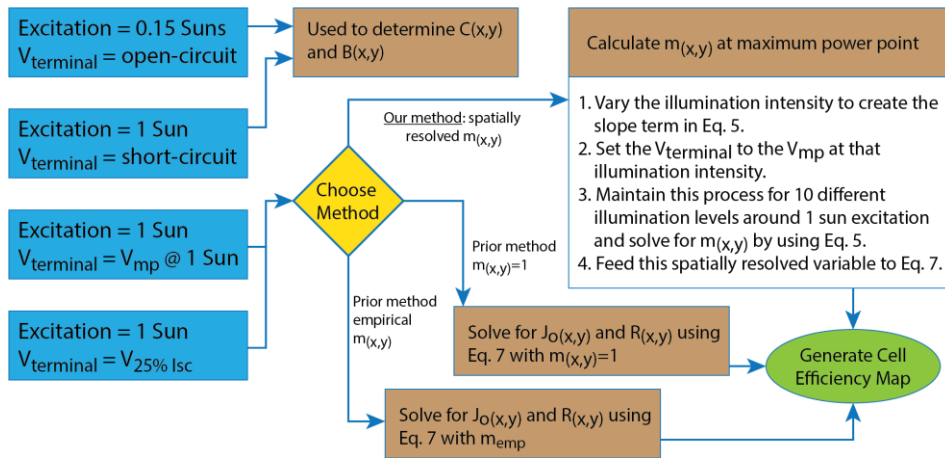 Excitation = 0.15 Suns
Vterminal = open-circuit
Used to determine C(x,y)
and B(x,y)
Excitation = 1 Sun
Vterminal = short-circuit
Excitation = 1 Sun
Vterminal = Vmp @ 1 Sun
Excitation = 1 Sun
Vterminal = V25% Isc
Choose
Method
Our method: spatially
resolved m(x,y)
Prior method
m(x,y)=1
Prior method
empirical
m(x,y)
Calculate m(x,y) at maximum power
point
1. Vary the illumination intensity to create the
slope term in Eq. 5.
2. Set the Vterminal to the Vmp at that
illumination intensity.
3. Maintain this process for 10 different
illumination levels around 1 sun excitation
and solve for m(x,y) by using Eq. 5.
4. Feed this spatially resolved variable to Eq. 7.
Solve for Jo(x,y) and R(x,y) using
Eq. 7 with m(x,y)=1
Solve for Jo(x,y) and R(x,y) using
Eq. 7 with memp
Generate Cell
Efficiency Map